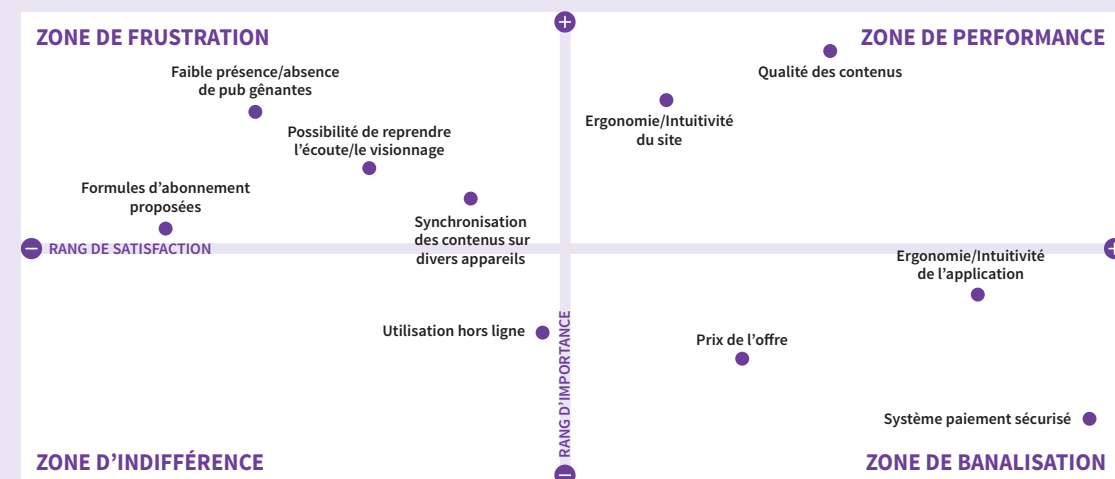 ZONE DE FRUSTRATION
ZONE DE PERFORMANCE
Faible présence/absence
de pub gênantes
Qualité des contenus
Possibilité de reprendre
l’écoute/le visionnage
Ergonomie/Intuitivité
du site
Formules d’abonnement
proposées
Synchronisation
des contenus sur
divers appareils
RANG DE SATISFACTION
Ergonomie/Intuitivité
de l’application
Utilisation hors ligne
RANG D’IMPORTANCE
Prix de l’offre
Système paiement sécurisé
ZONE D’INDIFFÉRENCE
ZONE DE BANALISATION